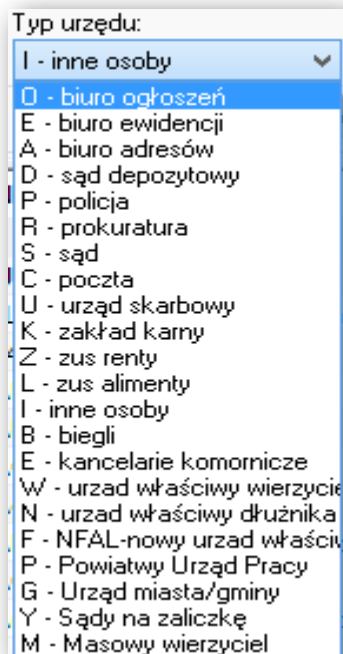 Typ urzędu:
I - inne osoby
O - biuro ogłoszeń
E - biuro ewidencji
A - biuro adresów
D - sąd depozytowy
P - policja
R - prokuratura
S - sąd
C - poczta
U - urząd skarbowy
K - zakład karny
Z - zus renty
L - zus alimenty
I - inne osoby
B - biegli
E - kancelarie komornicze
W - urzad właściwy wierzycie
N - urzad właściwy dłużnika
F - NFAL-nowy urzad właściw
P - Powiatwy Urząd Pracy
G - Urząd miasta/gminy
Y - Sądy na zaliczkę
M - Masowy wierzyciel